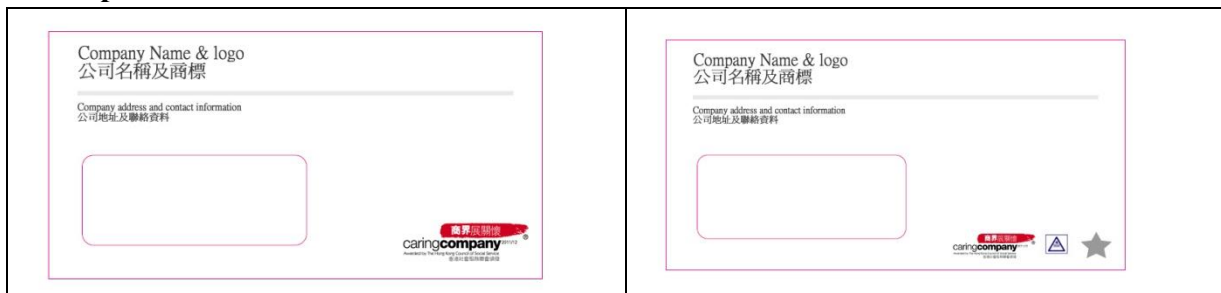 Company Name & logo
公司名稱及商標
Company address and contact information
公司地址及聯絡資料
商界展關懷
caringcompany 2011/12
®
Awarded by The Hong Kong Council of Social Service
香港社會服務聯會頒發
Company Name & logo
公司名稱及商標
Company address and contact information
公司地址及聯絡資料
商界展關懷
caringcompany
®